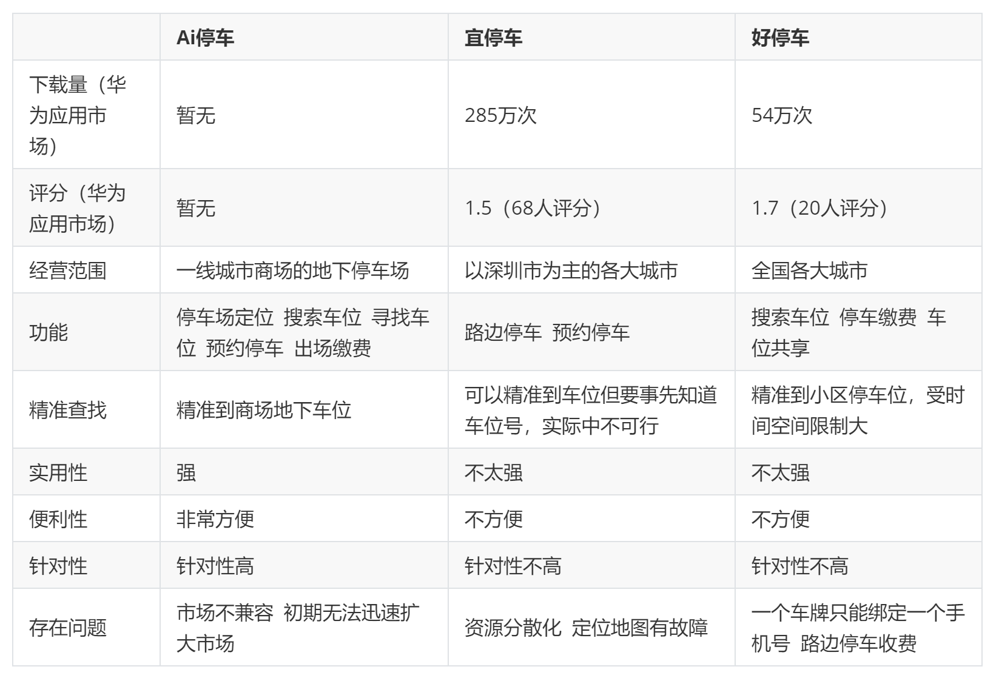 Ai停车 宜停车 好停车
下载量（华
为应用市
场）
暂无 285万次 54万次
评分（华为
应用市场）
暂无 1.5（68人评分） 1.7（20人评分）
经营范围 一线城市商场的地下停车场 以深圳市为主的各大城市 全国各大城市
功能
停车场定位 搜索车位 寻找车
位 预约停车 出场缴费
路边停车 预约停车
搜索车位 停车缴费 车
位共享
精准查找 精准到商场地下车位
可以精准到车位但要事先知道
车位号，实际中不可行
精准到小区停车位，受时
间空间限制大
实用性 强 不太强 不太强
便利性 非常方便 不方便 不方便
针对性 针对性高 针对性不高 针对性不高
存在问题
市场不兼容 初期无法迅速扩
大市场
资源分散化 定位地图有故障
一个车牌只能绑定一个手
机号 路边停车收费